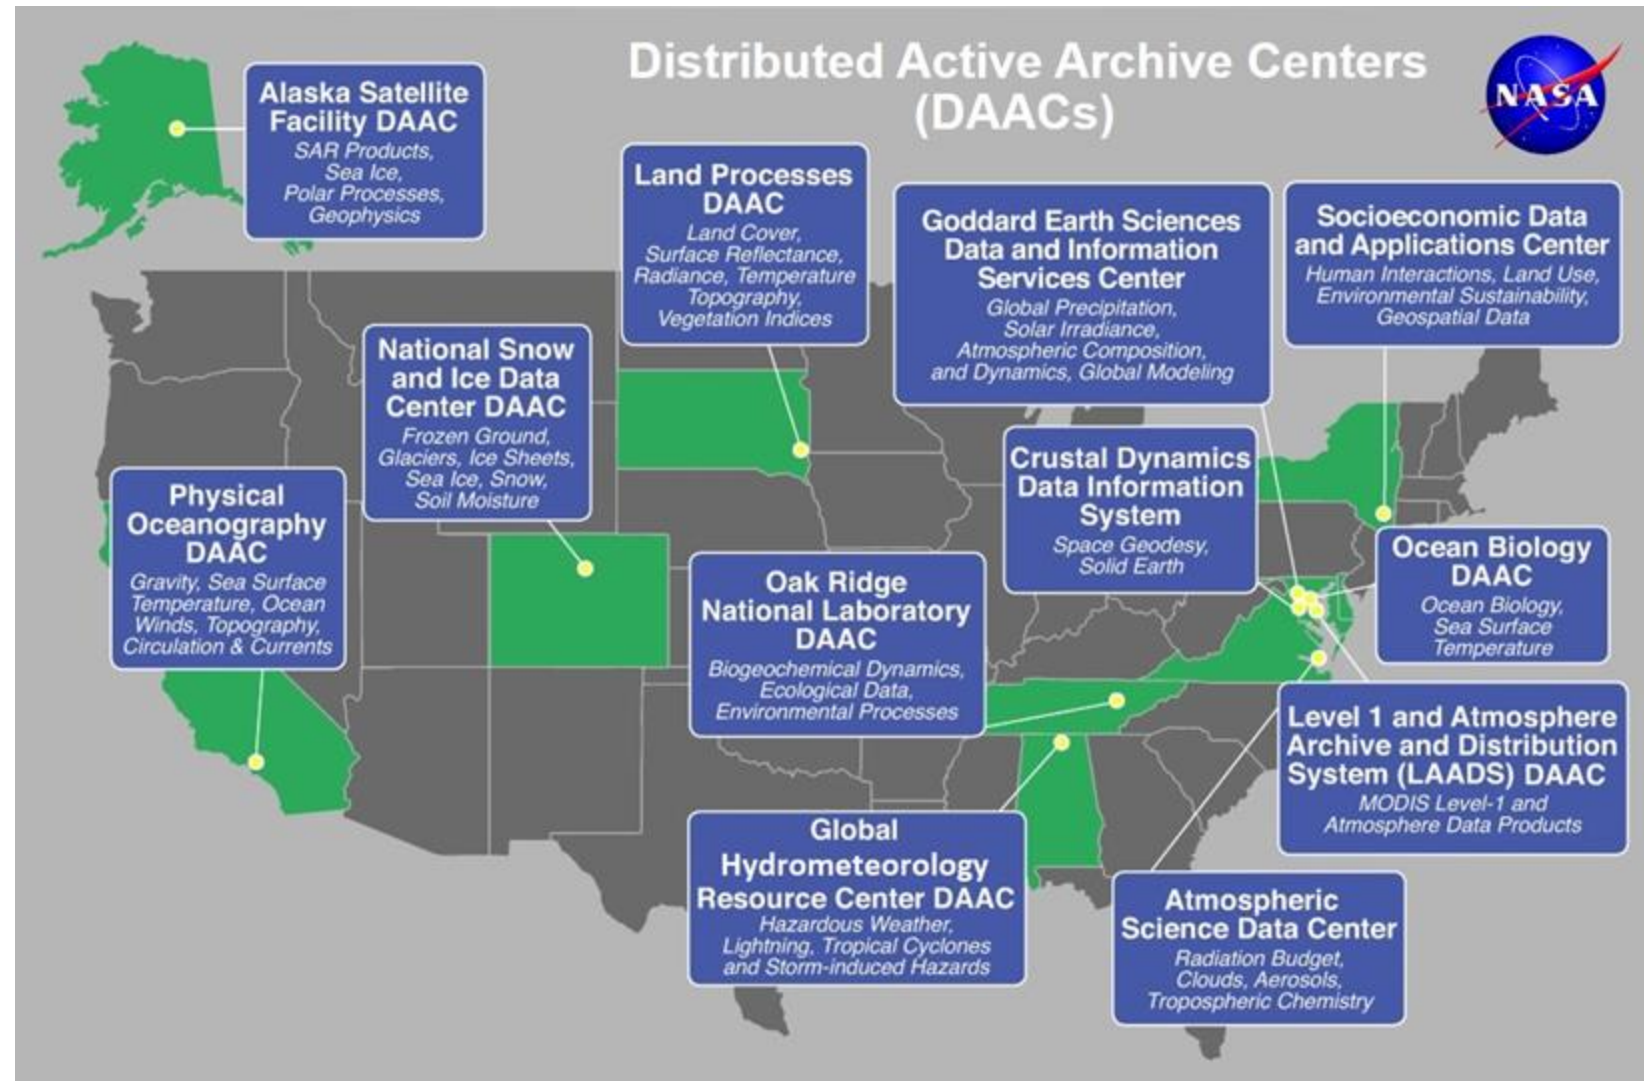 Distributed Active Archive Centers
(DAACs)
NASA
Alaska Satellite
Facility DAAC
SAR Products,
Sea Ice,
Polar Processes,
Geophysics
Land Processes
DAAC
Land Cover,
Surface Reflectance,
Radiance, Temperature
Topography,
Vegetation Indices
Goddard Earth Sciences
Data and Information
Services Center
Global Precipitation,
Solar Irradiance,
Atmospheric Composition,
and Dynamics, Global Modeling
Socioeconomic Data
and Applications Center
Human Interactions, Land Use,
Environmental Sustainability,
Geospatial Data
National Snow
and Ice Data
Center DAAC
Frozen Ground,
Glaciers, Ice Sheets,
Sea Ice, Snow,
Soil Moisture
Crustal Dynamics
Data Information
System
Space Geodesy,
Solid Earth
Physical
Oceanography
DAAC
Gravity, Sea Surface
Temperature, Ocean
Winds, Topography,
Circulation & Currents
Oak Ridge
National Laboratory
DAAC
Biogeochemical Dynamics,
Ecological Data,
Environmental Processes
Ocean Biology
DAAC
Ocean Biology,
Sea Surface
Temperature
Level 1 and Atmosphere
Archive and Distribution
System (LAADS) DAAC
MODIS Level-1 and
Atmosphere Data Products
Global
Hydrometeorology
Resource Center DAAC
Hazardous Weather,
Lightning, Tropical Cyclones
and Storm-induced Hazards
Atmospheric
Science Data Center
Radiation Budget,
Clouds, Aerosols,
Tropospheric Chemistry